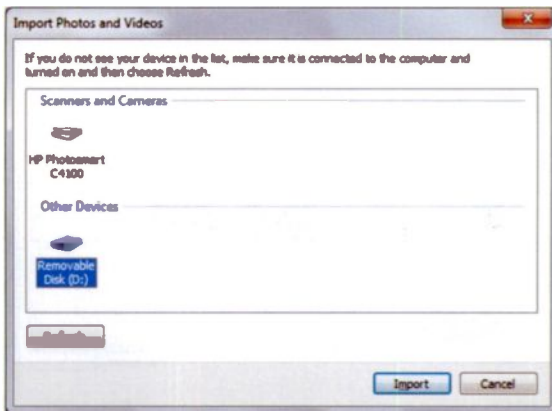 Import Photos and Videos
If you do not see your device in the list, make sure it is connected to the computer and
turned on and then choose Refresh.
Scanners and Cameras
HP Photosmart
C4100
Other Devices
Removable
Disk (D:)
Import
Cancel